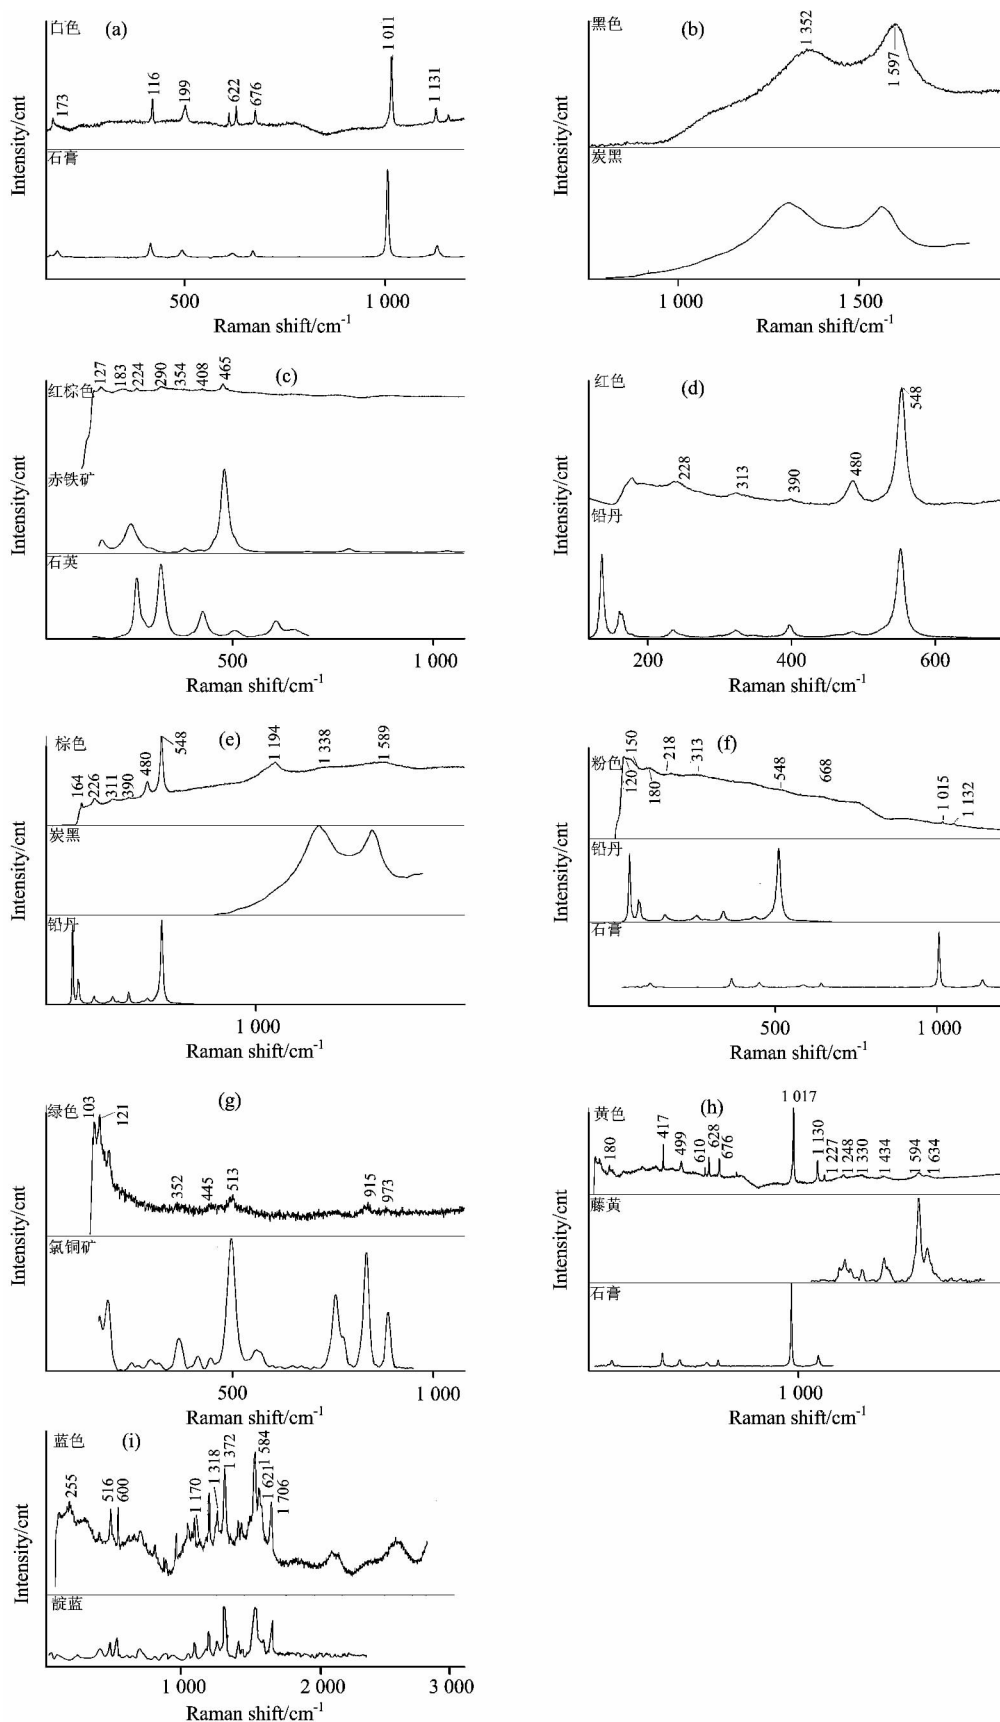 白色
(a)
173
116
199
622
676
1 011
1 131
石膏
Intensity/cnt
500
1 000
Raman shift/cm-1
黑色
(b)
1 352
1 597
炭黑
Intensity/cnt
1 000
1 500
Raman shift/cm-1
红棕色
(c)
127
183
224
290
354
408
465
赤铁矿
石英
Intensity/cnt
500
1 000
Raman shift/cm-1
红色
(d)
228
313
390
480
548
铅丹
Intensity/cnt
200
400
600
Raman shift/cm-1
棕色
(e)
164
226
311
390
480
548
1 194
1 338
1 589
炭黑
铅丹
Intensity/cnt
1 000
Raman shift/cm-1
粉色
(f)
120
150
180
218
313
548
668
1 015
1 132
铅丹
石膏
Intensity/cnt
500
1 000
Raman shift/cm-1
绿色
(g)
103
121
352
445
513
915
973
氯铜矿
Intensity/cnt
500
1 000
Raman shift/cm-1
黄色
(h)
180
417
499
610
628
676
1 017
1 130
1 227
1 248
1 330
1 434
1 594
1 634
藤黄
石膏
Intensity/cnt
1 000
Raman shift/cm-1
蓝色
(i)
255
516
600
1 170
1 318
1 372
1 584
1 621
1 706
靛蓝
Intensity/cnt
1 000
2 000
3 000
Raman shift/cm-1